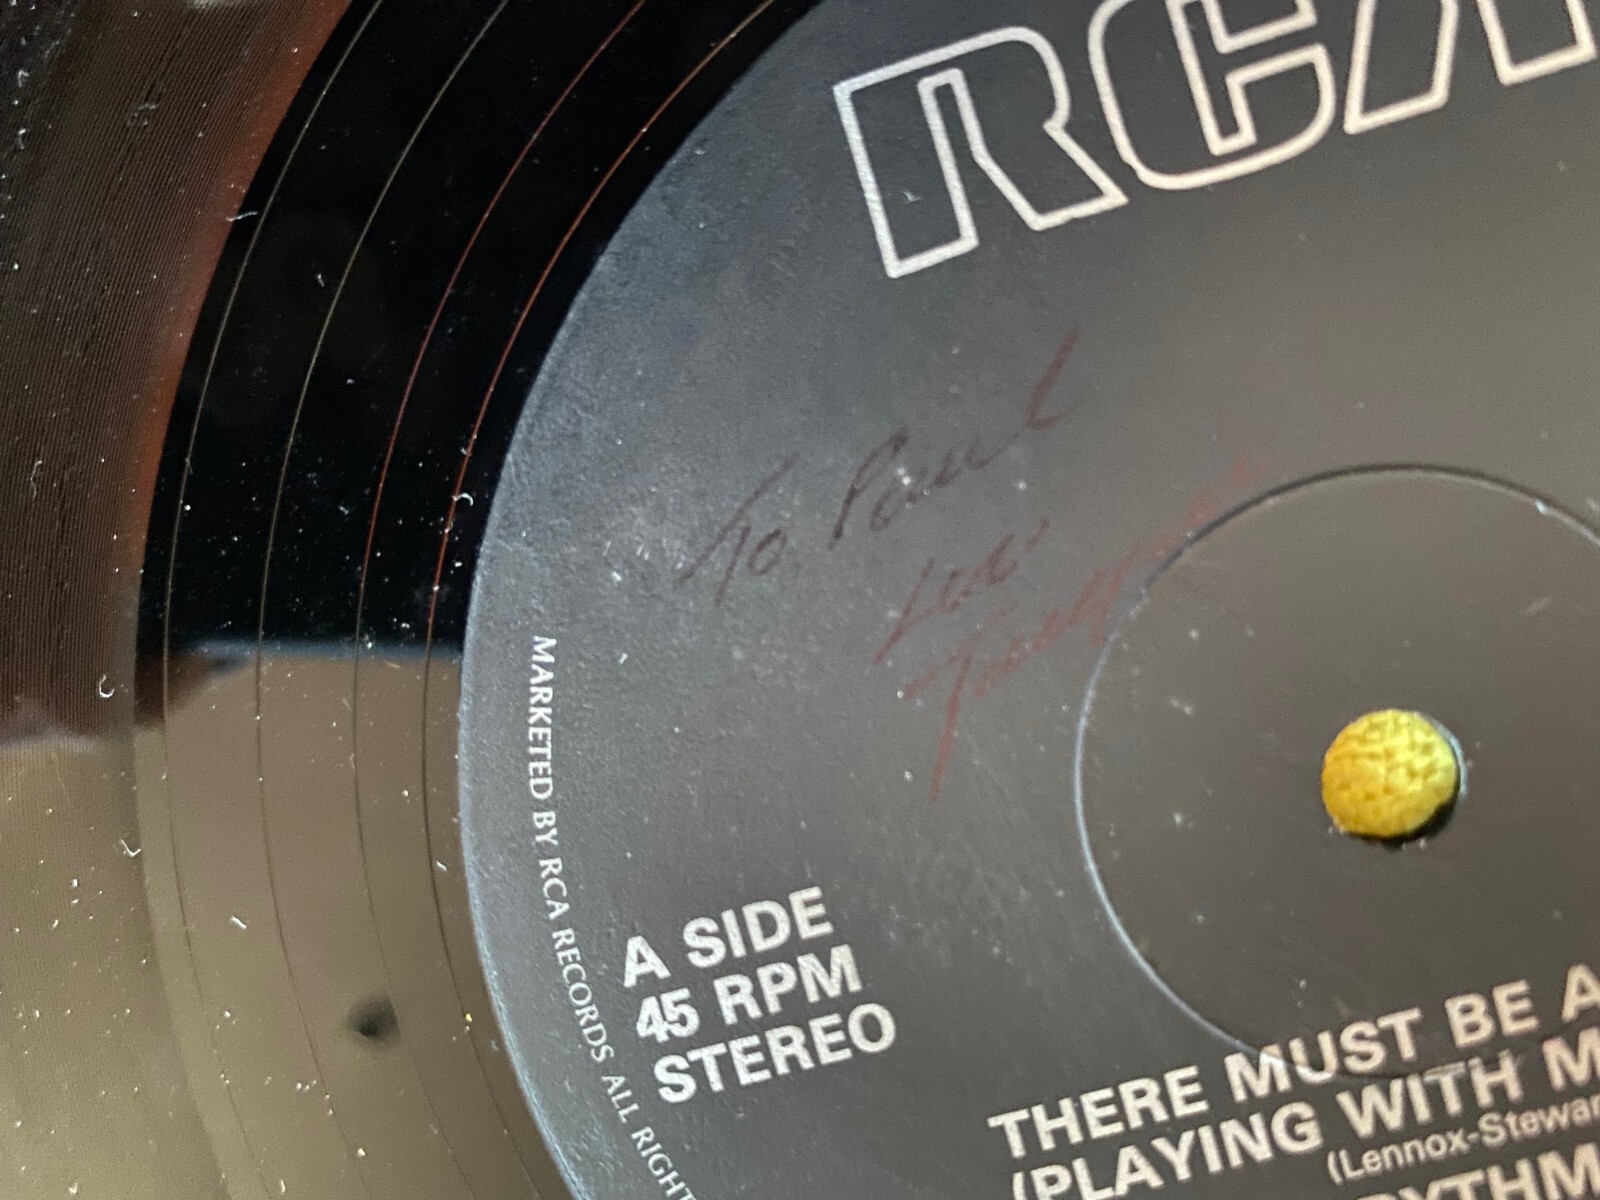 RCA
To Paul
MARKETED BY RCA RECORDS ALL RIGHT
A SIDE
45 RPM
STEREO
THERE MUST BE A
(PLAYING WITH M
(Lennox-Stewar
YTHM